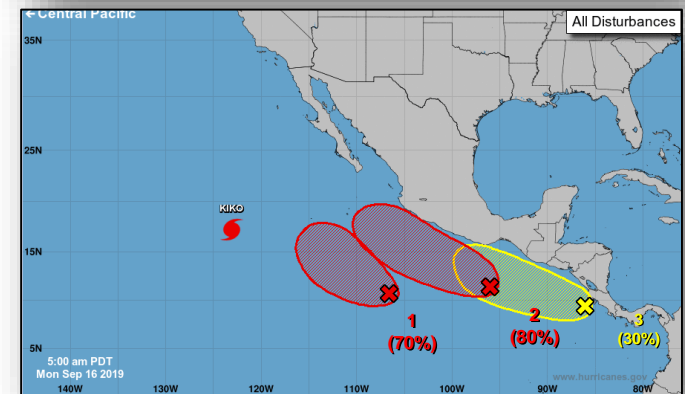 ← Central Pacific
All Disturbances
35N
25N
KIKO
15N
1
(70%)
2
(80%)
3
(30%)
5N
5:00 am PDT
Mon Sep 16 2019
www.hurricanes.gov
140W 130W 120W 110W 100W 90W 80W